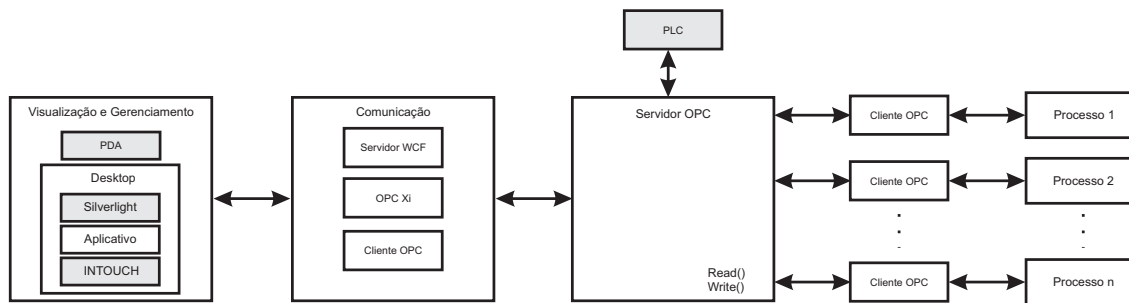 PLC
Visualização e Gerenciamento
PDA
Desktop
Silverlight
Aplicativo
INTOUCH
Comunicação
Servidor WCF
OPC Xi
Cliente OPC
Servidor OPC
Read()
Write()
Cliente OPC
Processo 1
Cliente OPC
Processo 2
Cliente OPC
Processo n